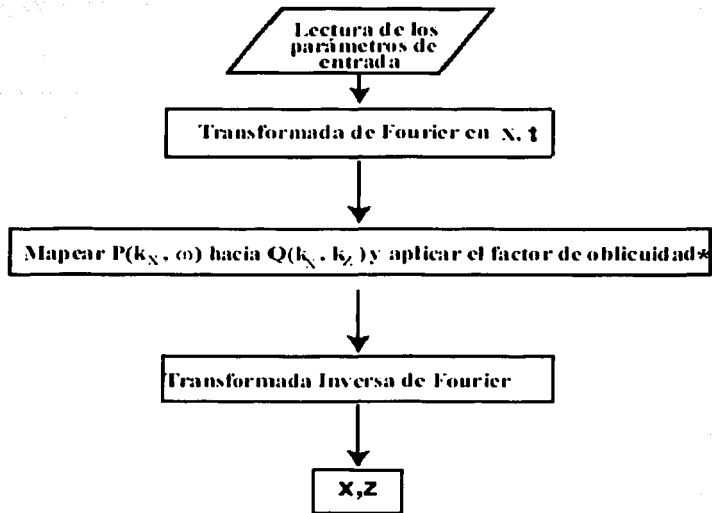 Lectura de los
parámetros de
entrada
Transformada de Fourier en x, t
Mapear P(kx, ω) hacia Q(kx, kz) y aplicar el factor de oblicuidad*
Transformada Inversa de Fourier
x,z